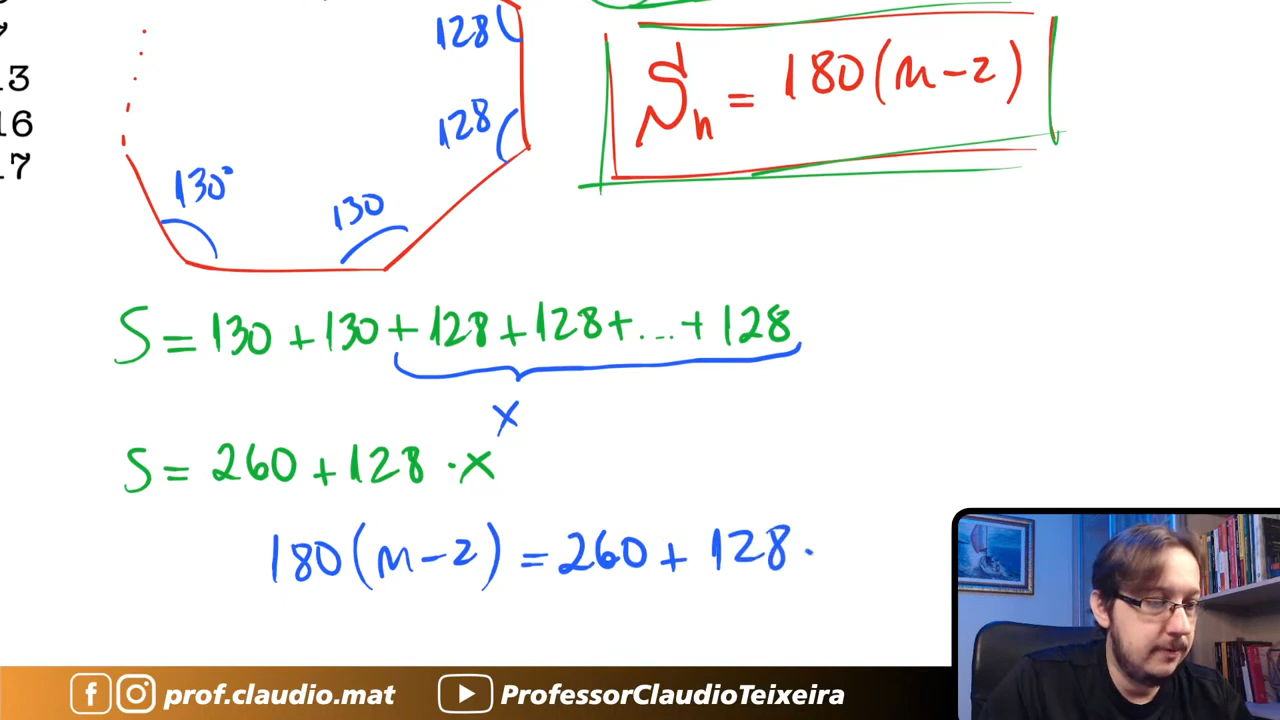 128
S_n = 180(n-2)
13
128
16
17
130°
130
S = 130 + 130 + 128 + 128 + ... + 128
x
S = 260 + 128 · x
180(n-2) = 260 + 128 ·
prof.claudio.mat ProfessorClaudioTeixeira